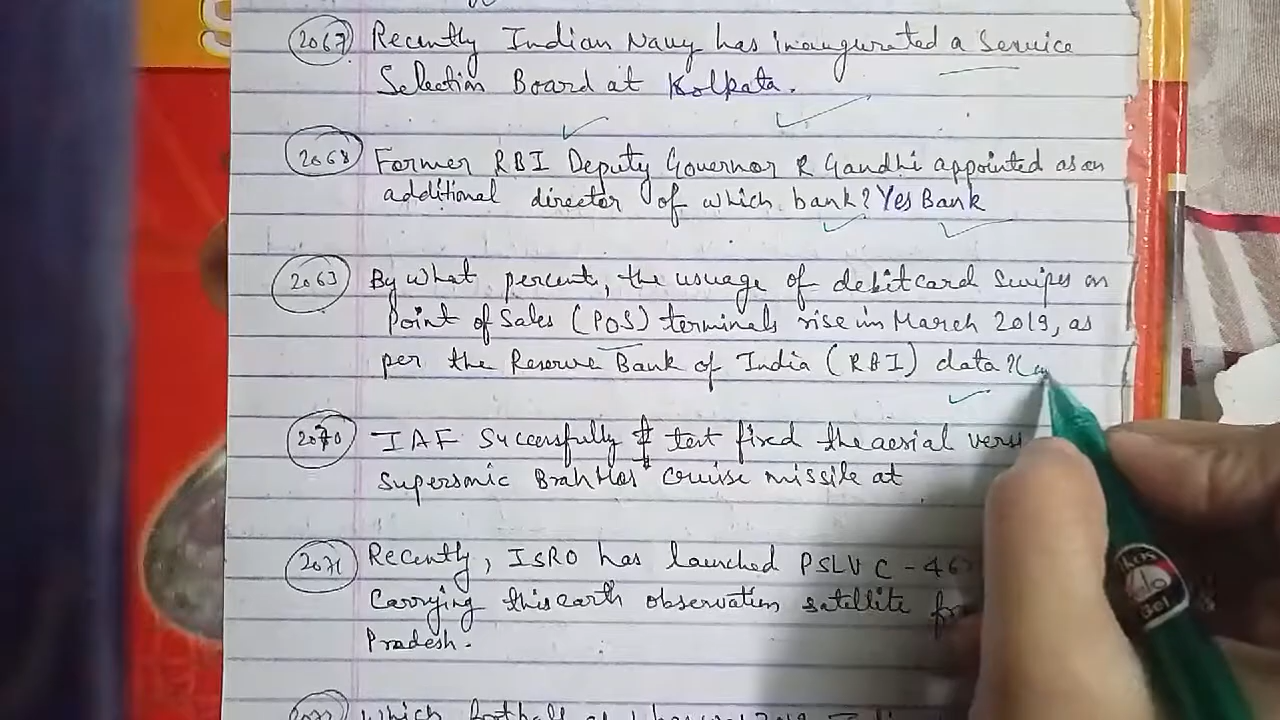 2067 Recently Indian Navy has inaugurated a Service
Selection Board at Kolkata.
2068 Former RBI Deputy Governor R Gandhi appointed as an
additional director of which bank? Yes Bank
2069 By what percent, the usuage of debit card Swipes on
Point of Sales (POS) terminals rise in March 2019, as
per the Reserve Bank of India (RBI) data? (
2070 IAF Successfully test fired the aerial vers
Supersonic BrahMos cruise missile at
2071 Recently, ISRO has launched PSLV C-46
Carrying this earth observation satellite
Pradesh.
Which football
Gel